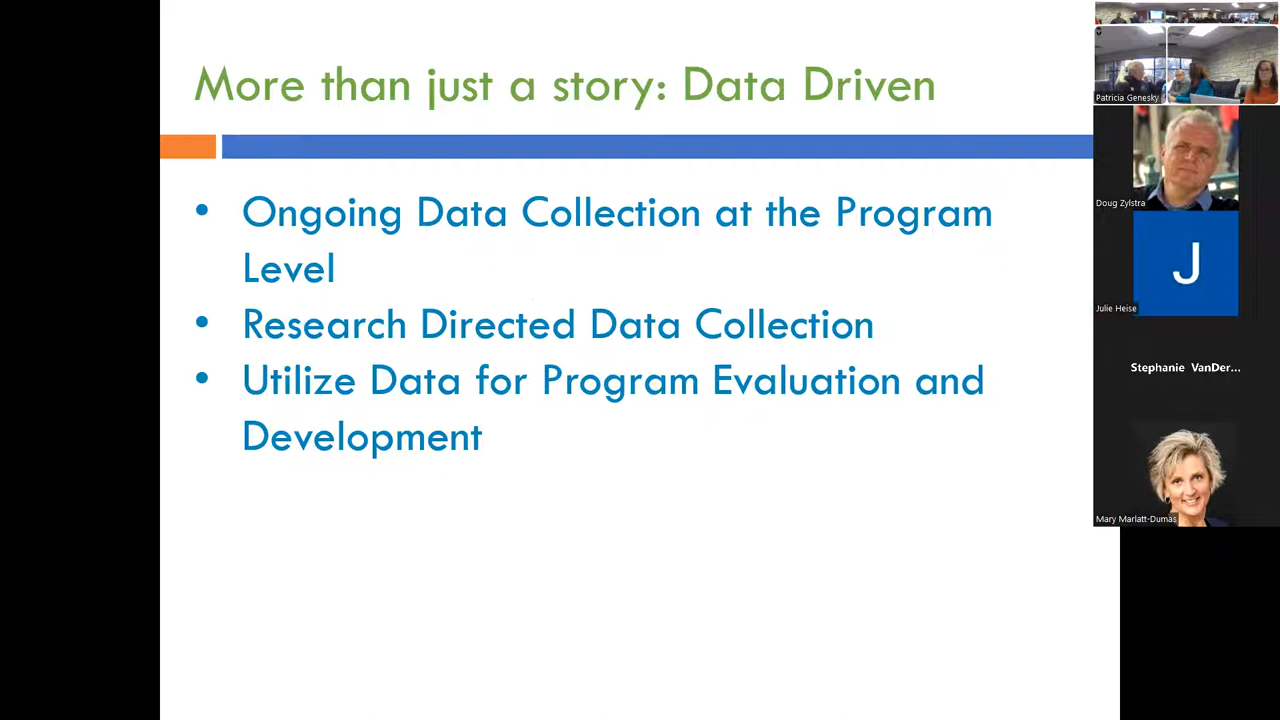 More than just a story: Data Driven
• Ongoing Data Collection at the Program
Level
• Research Directed Data Collection
• Utilize Data for Program Evaluation and
Development
Patricia Genesky
Doug Zylstra
J
Julie Heise
Stephanie VanDer...
Mary Marlatt-Dumas